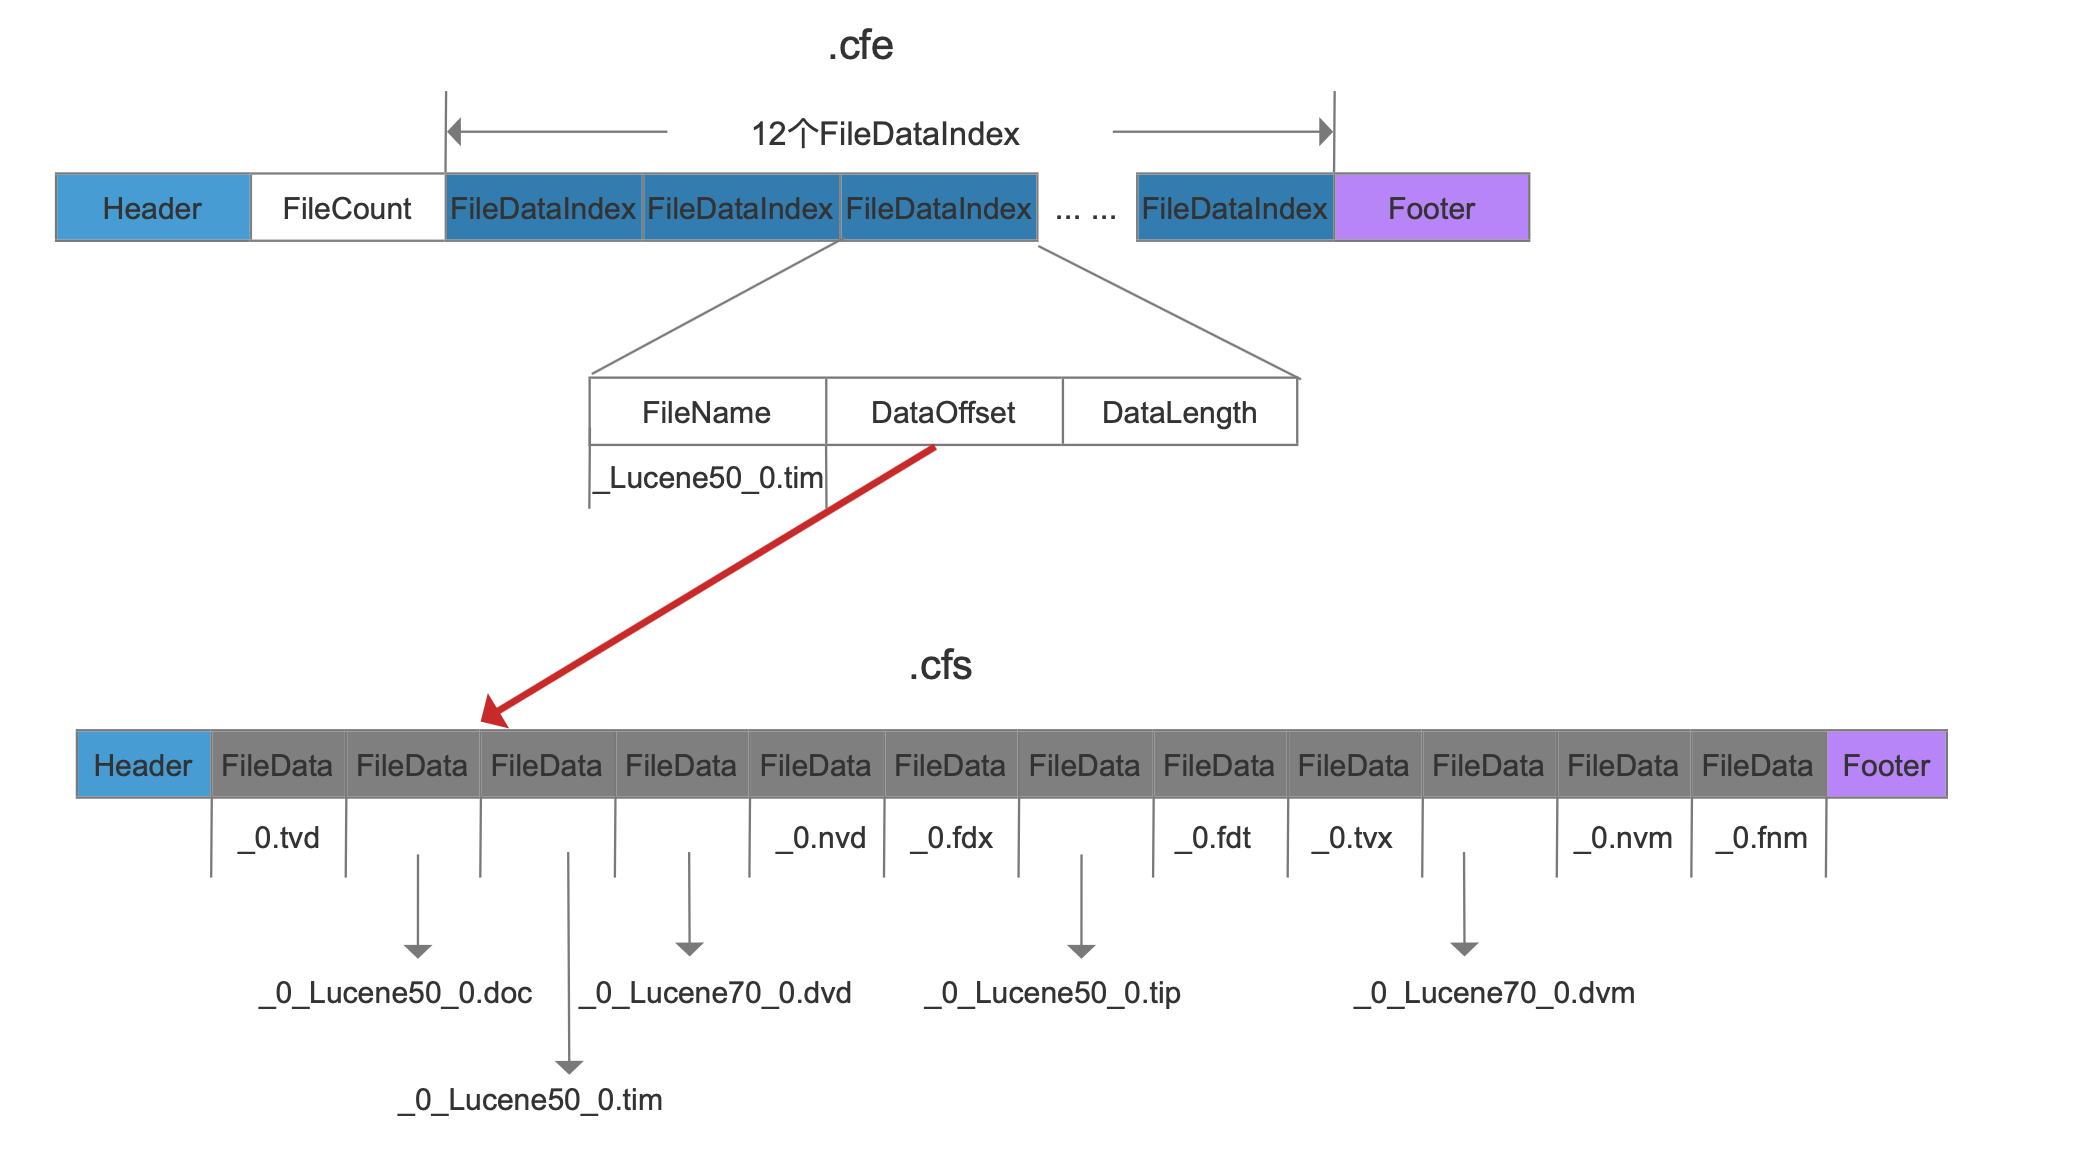 .cfe
12个FileDataIndex
Header FileCount FileDataIndex FileDataIndex FileDataIndex ... ... FileDataIndex Footer
FileName DataOffset DataLength
_Lucene50_0.tim
.cfs
Header FileData FileData FileData FileData FileData FileData FileData FileData FileData FileData FileData FileData Footer
_0.tvd _0.nvd _0.fdx _0.fdt _0.tvx _0.nvm _0.fnm
_0_Lucene50_0.doc _0_Lucene70_0.dvd _0_Lucene50_0.tip _0_Lucene70_0.dvm
_0_Lucene50_0.tim